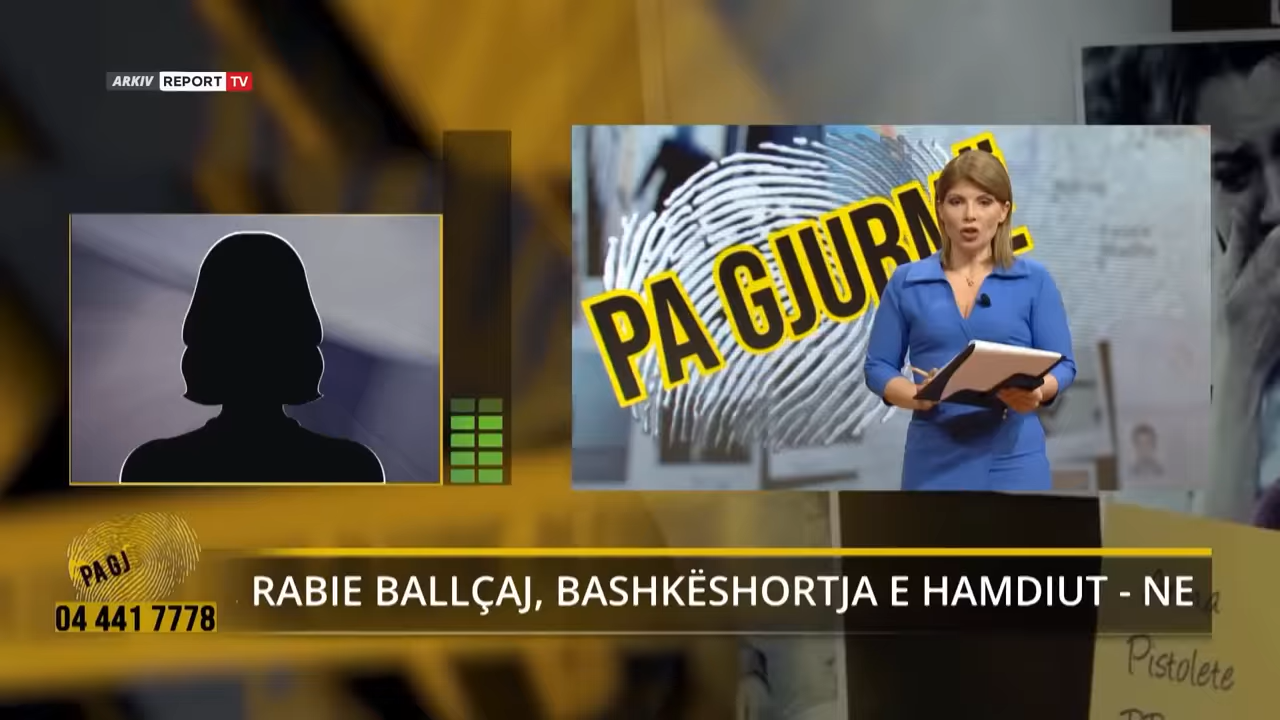 ARKIV REPORT TV
PA GJURM
PA GJ
04 441 7778
RABIE BALLÇAJ, BASHKËSHORTJA E HAMDIUT - NE
Pistolete